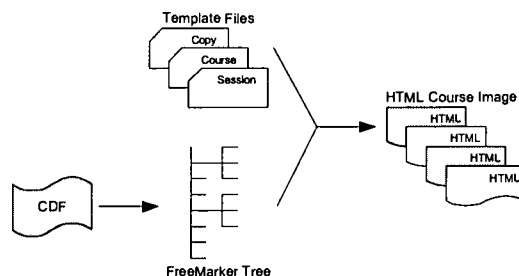 Template Files
Copy
Course
Session
HTML Course Image
HTML
HTML
HTML
HTML
CDF
FreeMarker Tree